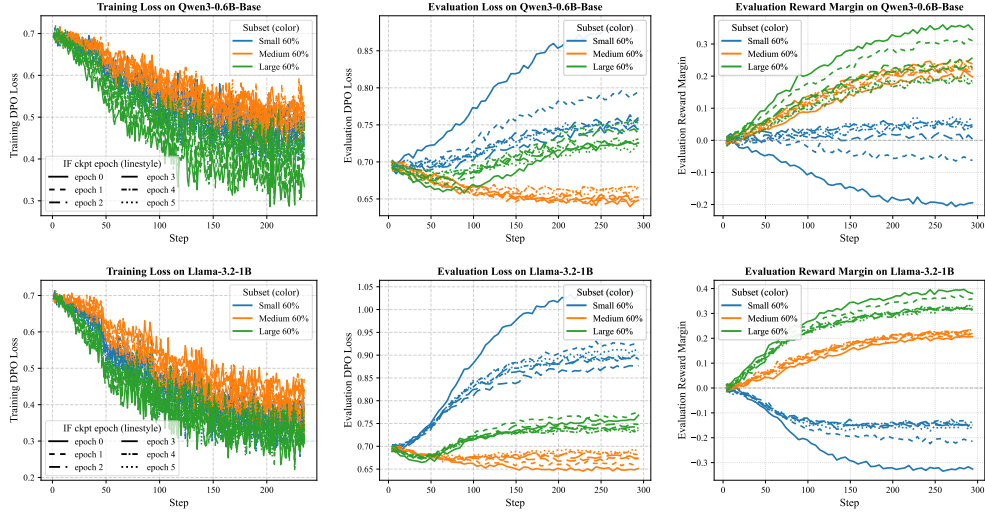 Training Loss on Qwen3-0.6B-Base
Training DPO Loss
0.7
0.6
0.5
0.4
0.3
Subset (color)
Small 60%
Medium 60%
Large 60%
IF ckpt epoch (linestyle)
epoch 0 epoch 3
epoch 1 epoch 4
epoch 2 epoch 5
0 50 100 150 200
Step
Evaluation Loss on Qwen3-0.6B-Base
Evaluation DPO Loss
0.85
0.80
0.75
0.70
0.65
Subset (color)
Small 60%
Medium 60%
Large 60%
0 50 100 150 200 250 300
Step
Evaluation Reward Margin on Qwen3-0.6B-Base
Evaluation Reward Margin
0.3
0.2
0.1
0.0
−0.1
−0.2
Subset (color)
Small 60%
Medium 60%
Large 60%
0 50 100 150 200 250 300
Step
Training Loss on Llama-3.2-1B
Training DPO Loss
0.7
0.6
0.5
0.4
0.3
0.2
Subset (color)
Small 60%
Medium 60%
Large 60%
IF ckpt epoch (linestyle)
epoch 0 epoch 3
epoch 1 epoch 4
epoch 2 epoch 5
0 50 100 150 200
Step
Evaluation Loss on Llama-3.2-1B
Evaluation DPO Loss
1.05
1.00
0.95
0.90
0.85
0.80
0.75
0.70
0.65
Subset (color)
Small 60%
Medium 60%
Large 60%
0 50 100 150 200 250 300
Step
Evaluation Reward Margin on Llama-3.2-1B
Evaluation Reward Margin
0.4
0.3
0.2
0.1
0.0
−0.1
−0.2
−0.3
Subset (color)
Small 60%
Medium 60%
Large 60%
0 50 100 150 200 250 300
Step